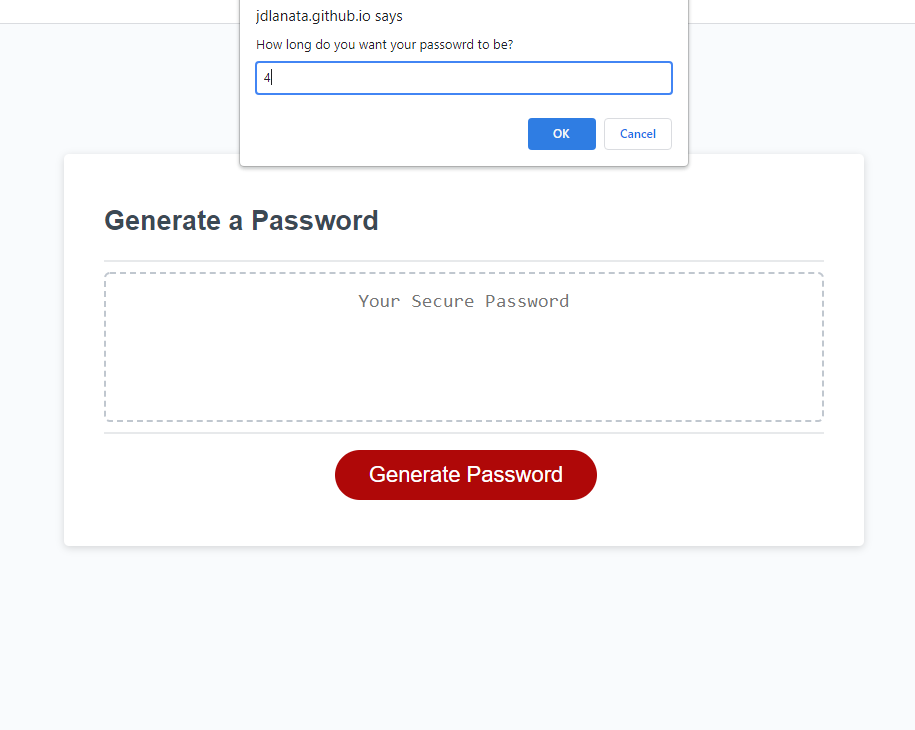 jdlanata.github.io says
How long do you want your passowrd to be?
4
OK
Cancel
Generate a Password
Your Secure Password
Generate Password